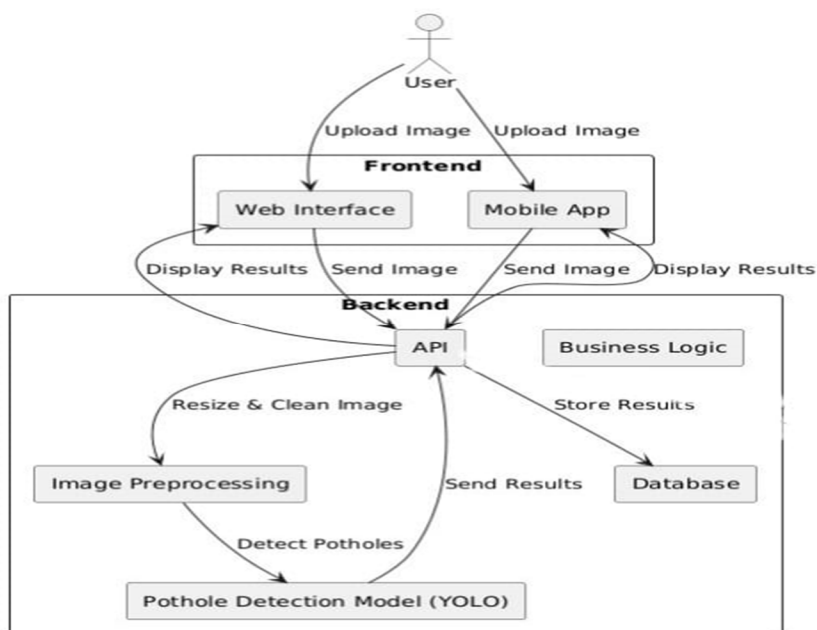 User
Upload Image
Upload Image
Frontend
Web Interface
Mobile App
Display Results
Send Image
Send Image
Display Results
Backend
API
Business Logic
Resize & Clean Image
Store Results
Image Preprocessing
Send Results
Database
Detect Potholes
Pothole Detection Model (YOLO)